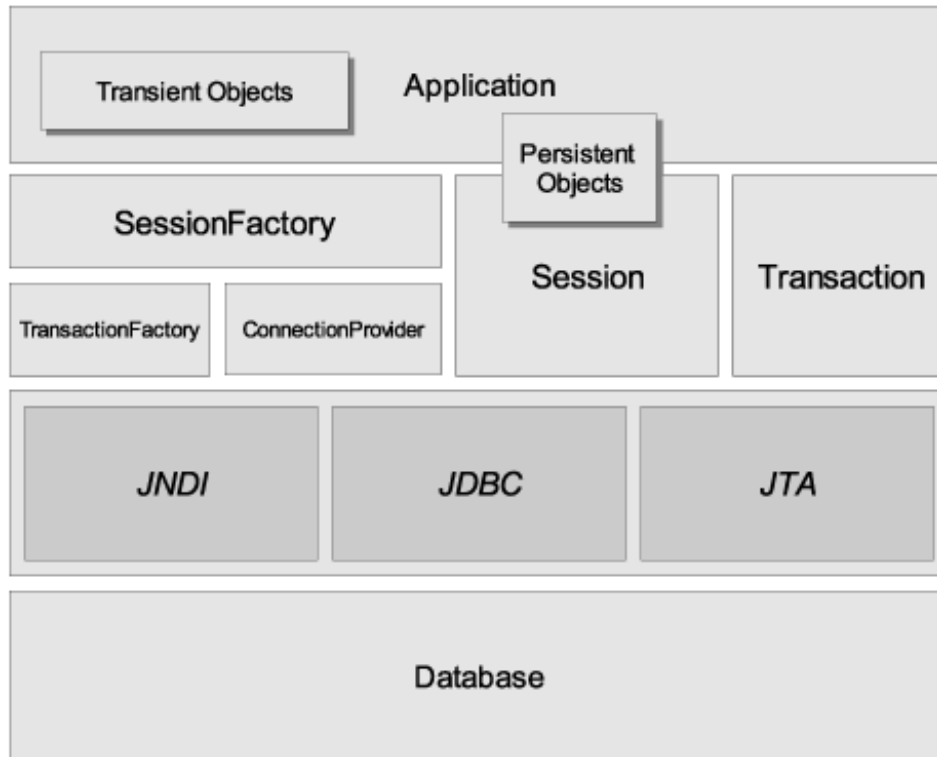 Transient Objects
Application
Persistent
Objects
SessionFactory
Session
Transaction
TransactionFactory
ConnectionProvider
JNDI
JDBC
JTA
Database